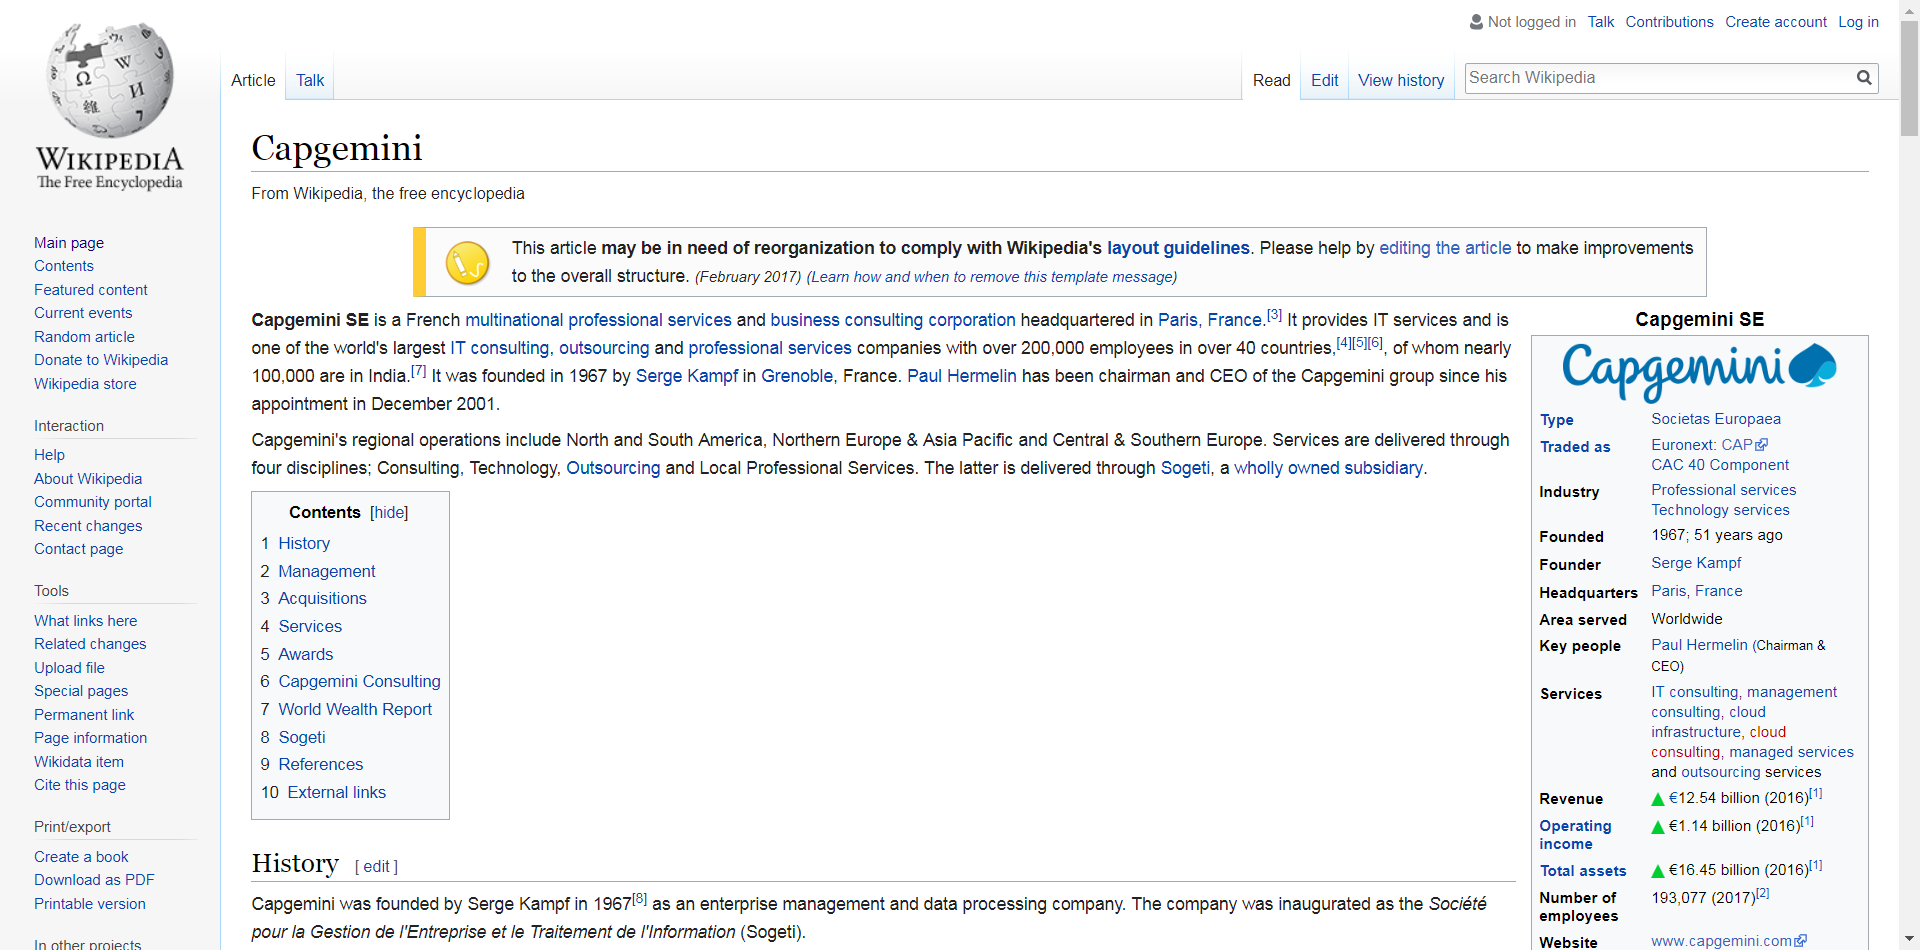 Not logged in Talk Contributions Create account Log in
Article Talk Read Edit View history Search Wikipedia
WIKIPEDIA
The Free Encyclopedia
Main page
Contents
Featured content
Current events
Random article
Donate to Wikipedia
Wikipedia store
Interaction
Help
About Wikipedia
Community portal
Recent changes
Contact page
Tools
What links here
Related changes
Upload file
Special pages
Permanent link
Page information
Wikidata item
Cite this page
Print/export
Create a book
Download as PDF
Printable version
In other projects
Capgemini
From Wikipedia, the free encyclopedia
This article may be in need of reorganization to comply with Wikipedia's layout guidelines. Please help by editing the article to make improvements
to the overall structure. (February 2017) (Learn how and when to remove this template message)
Capgemini SE is a French multinational professional services and business consulting corporation headquartered in Paris, France.[3] It provides IT services and is
one of the world's largest IT consulting, outsourcing and professional services companies with over 200,000 employees in over 40 countries,[4][5][6], of whom nearly
100,000 are in India.[7] It was founded in 1967 by Serge Kampf in Grenoble, France. Paul Hermelin has been chairman and CEO of the Capgemini group since his
appointment in December 2001.
Capgemini's regional operations include North and South America, Northern Europe & Asia Pacific and Central & Southern Europe. Services are delivered through
four disciplines; Consulting, Technology, Outsourcing and Local Professional Services. The latter is delivered through Sogeti, a wholly owned subsidiary.
Contents [hide]
1 History
2 Management
3 Acquisitions
4 Services
5 Awards
6 Capgemini Consulting
7 World Wealth Report
8 Sogeti
9 References
10 External links
History [ edit ]
Capgemini was founded by Serge Kampf in 1967[8] as an enterprise management and data processing company. The company was inaugurated as the Société
pour la Gestion de l'Entreprise et le Traitement de l'Information (Sogeti).
Capgemini SE
Capgemini
Type Societas Europaea
Traded as Euronext: CAP
CAC 40 Component
Industry Professional services
Technology services
Founded 1967; 51 years ago
Founder Serge Kampf
Headquarters Paris, France
Area served Worldwide
Key people Paul Hermelin (Chairman &
CEO)
Services IT consulting, management
consulting, cloud
infrastructure, cloud
consulting, managed services
and outsourcing services
Revenue €12.54 billion (2016)[1]
Operating €1.14 billion (2016)[1]
income
Total assets €16.45 billion (2016)[1]
Number of 193,077 (2017)[2]
employees
Website www.capgemini.com